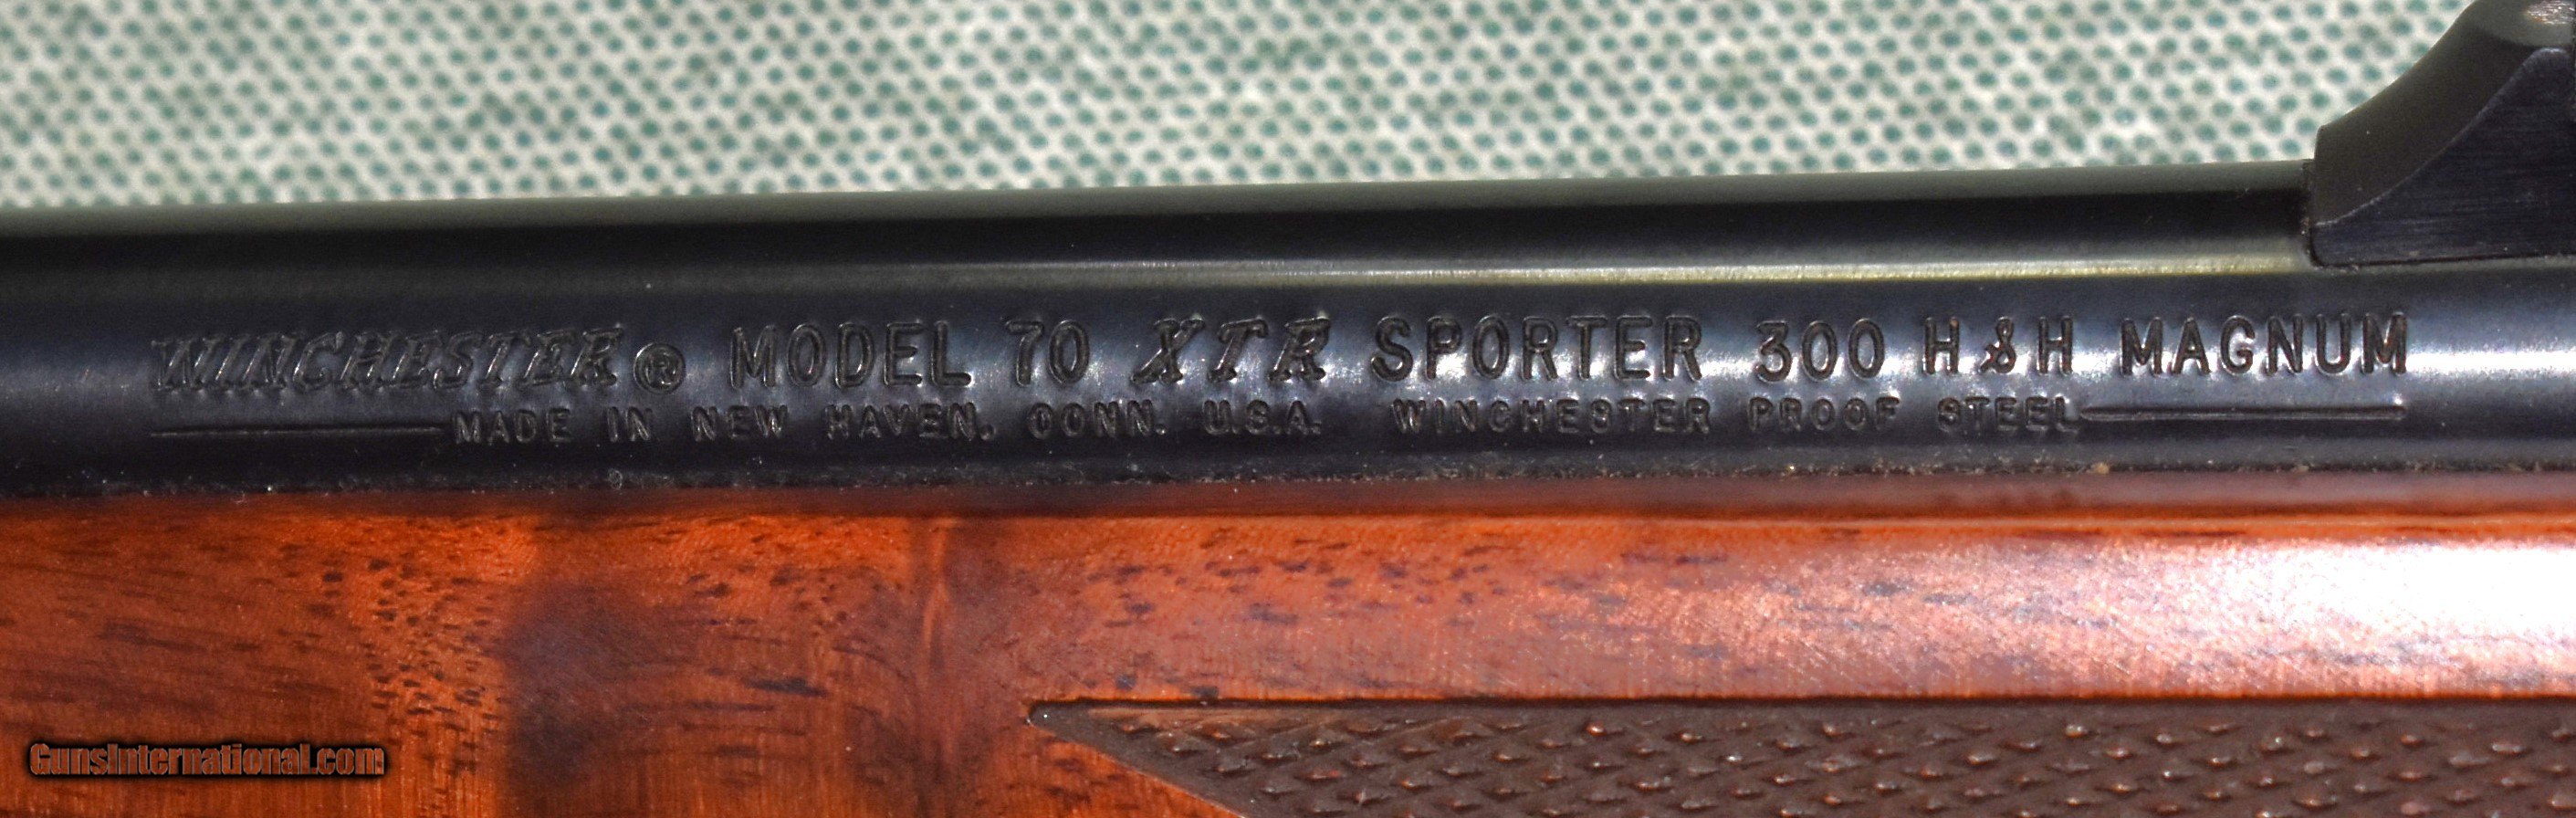 WINCHESTER® MODEL 70 XTR SPORTER 300 H&H MAGNUM
MADE IN NEW HAVEN, CONN. U.S.A. WINCHESTER PROOF STEEL
GunsInternational.com